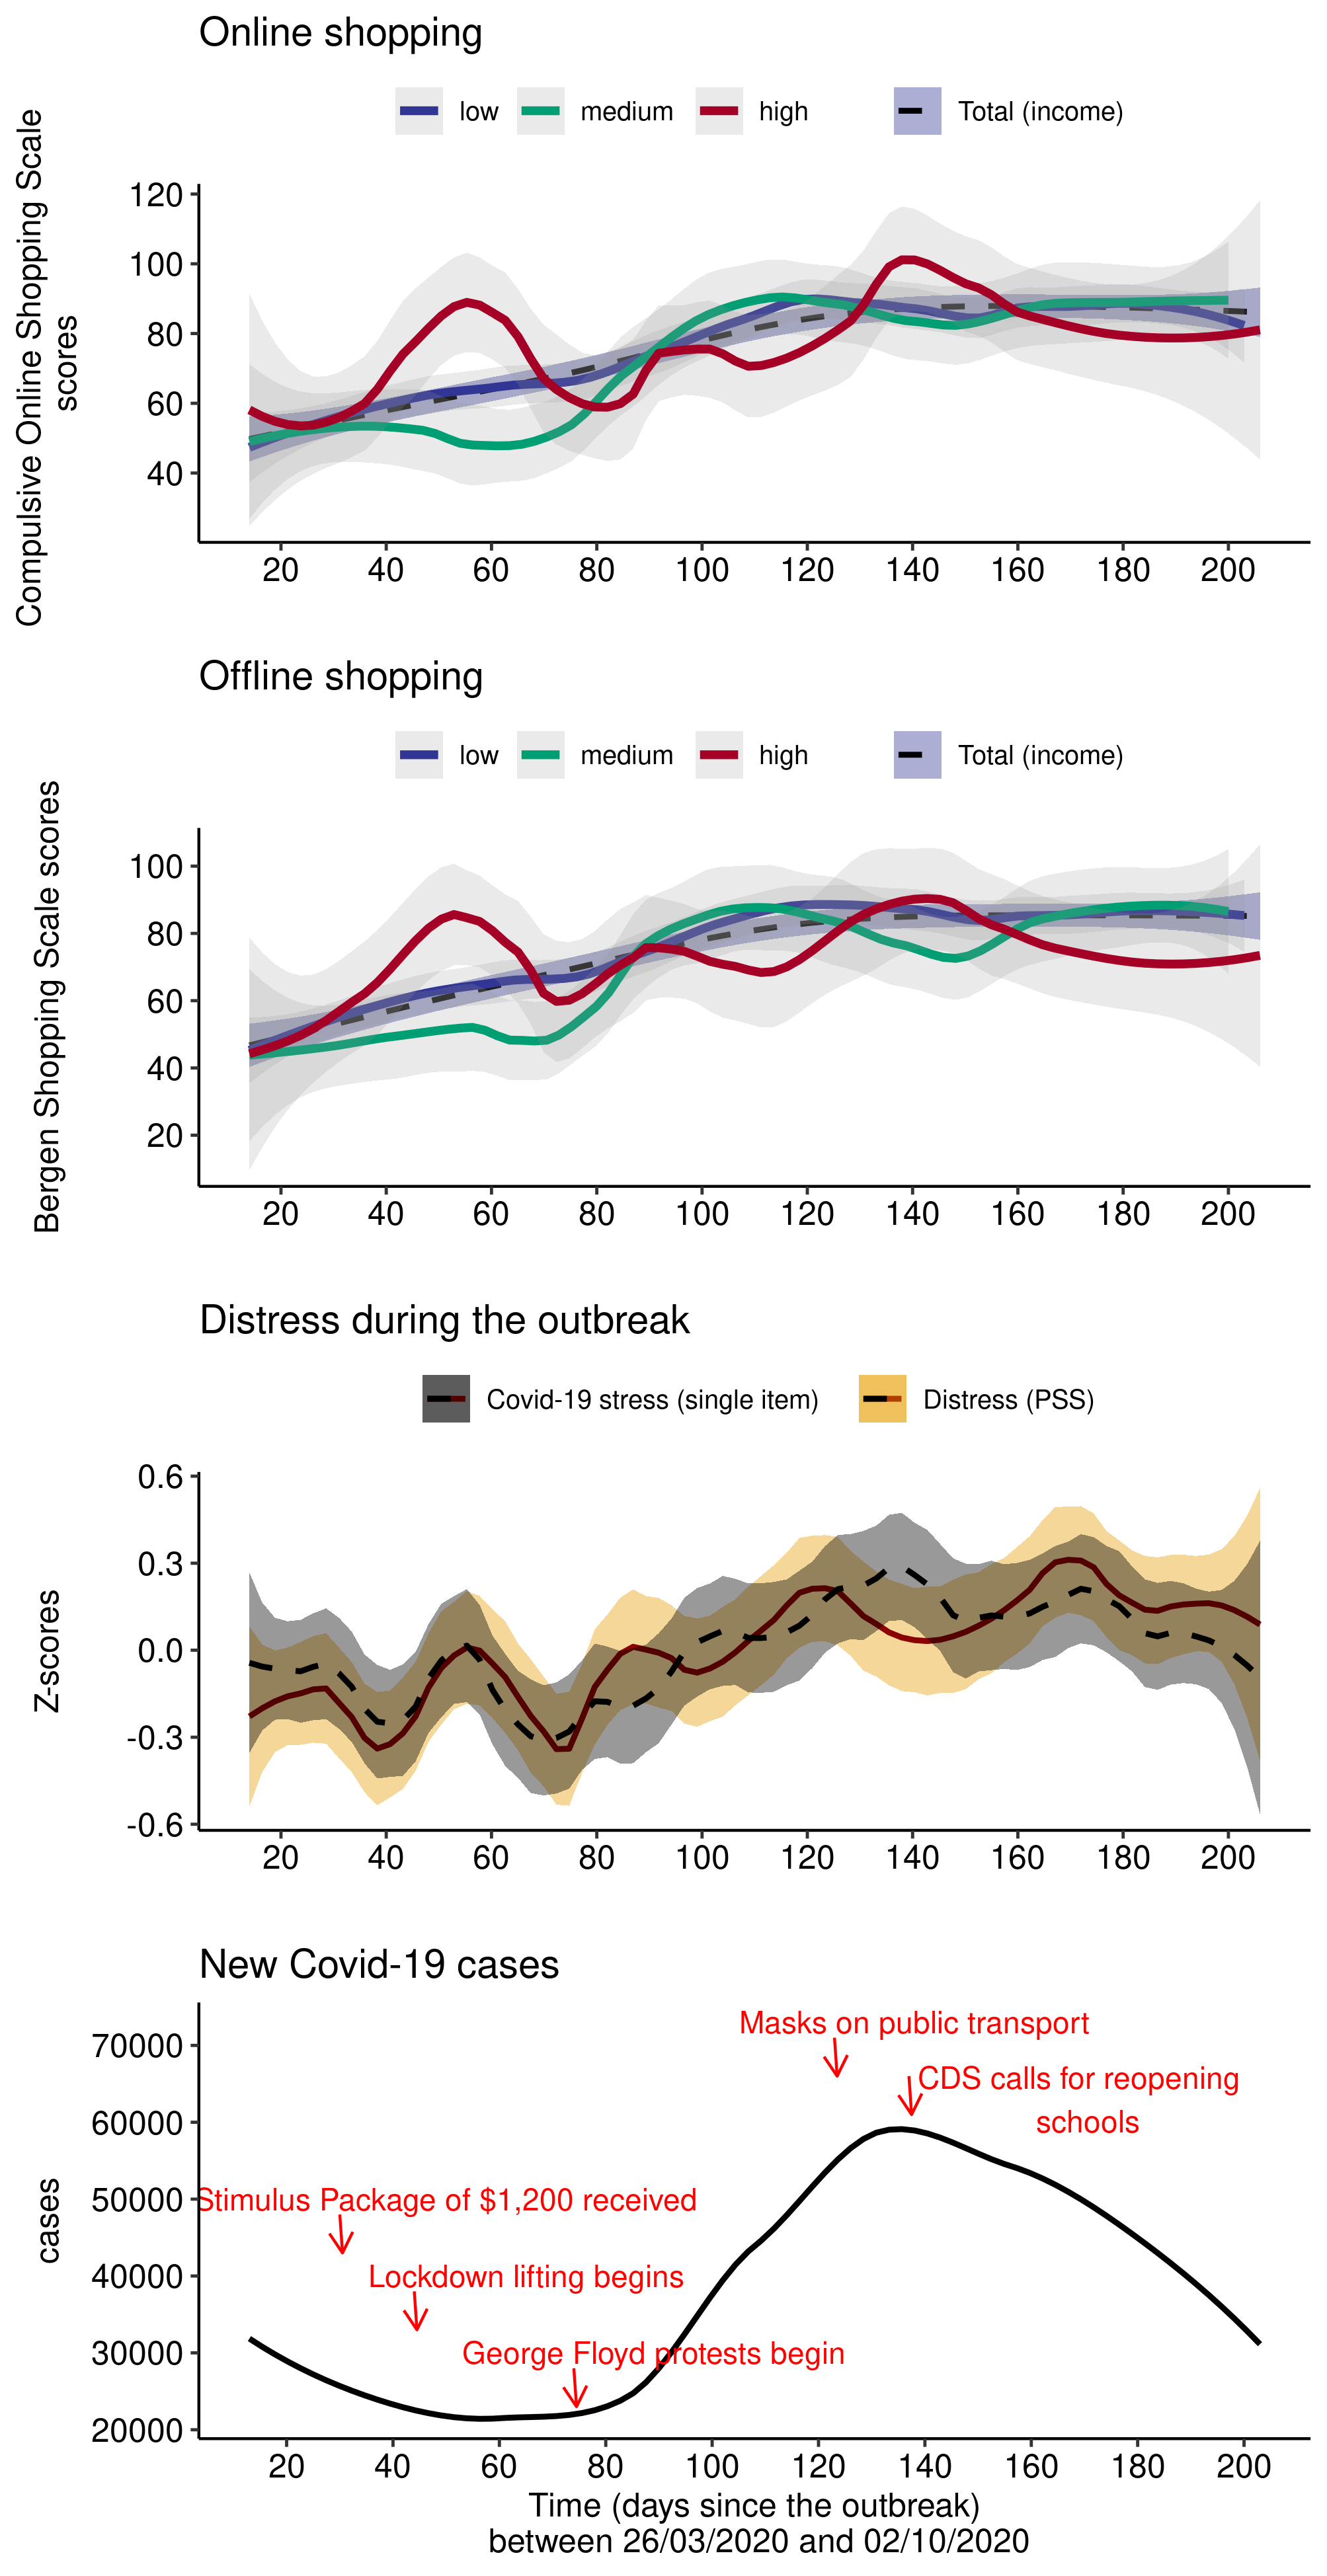 Online shopping
low medium high Total (income)
Compulsive Online Shopping Scale
scores
120
100
80
60
40
20 40 60 80 100 120 140 160 180 200
Offline shopping
low medium high Total (income)
Bergen Shopping Scale scores
100
80
60
40
20
20 40 60 80 100 120 140 160 180 200
Distress during the outbreak
Covid-19 stress (single item) Distress (PSS)
Z-scores
0.6
0.3
0.0
-0.3
-0.6
20 40 60 80 100 120 140 160 180 200
New Covid-19 cases
cases
70000
60000
50000
40000
30000
20000
Masks on public transport
CDS calls for reopening
schools
Stimulus Package of $1,200 received
Lockdown lifting begins
George Floyd protests begin
20 40 60 80 100 120 140 160 180 200
Time (days since the outbreak)
between 26/03/2020 and 02/10/2020